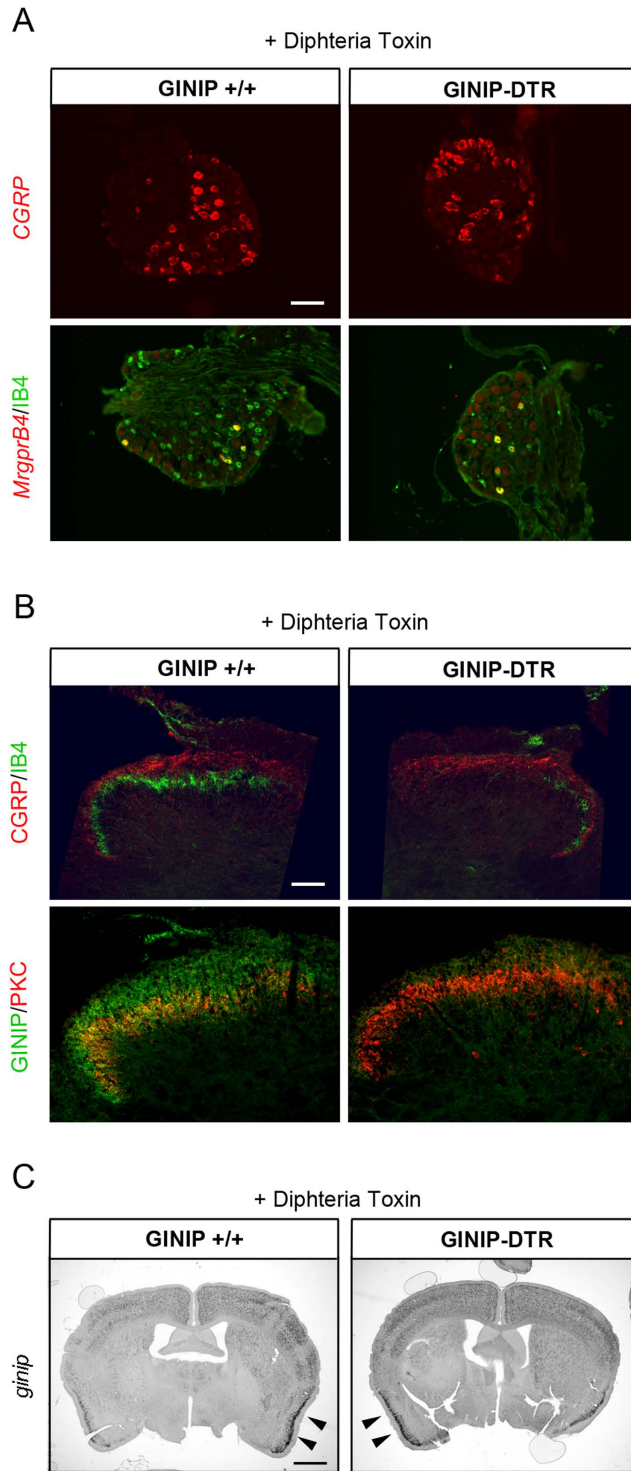 A
+ Diphteria Toxin
GINIP +/+
GINIP-DTR
CGRP
MrgprB4/IB4
B
+ Diphteria Toxin
GINIP +/+
GINIP-DTR
CGRP/IB4
GINIP/PKC
C
+ Diphteria Toxin
GINIP +/+
GINIP-DTR
ginip